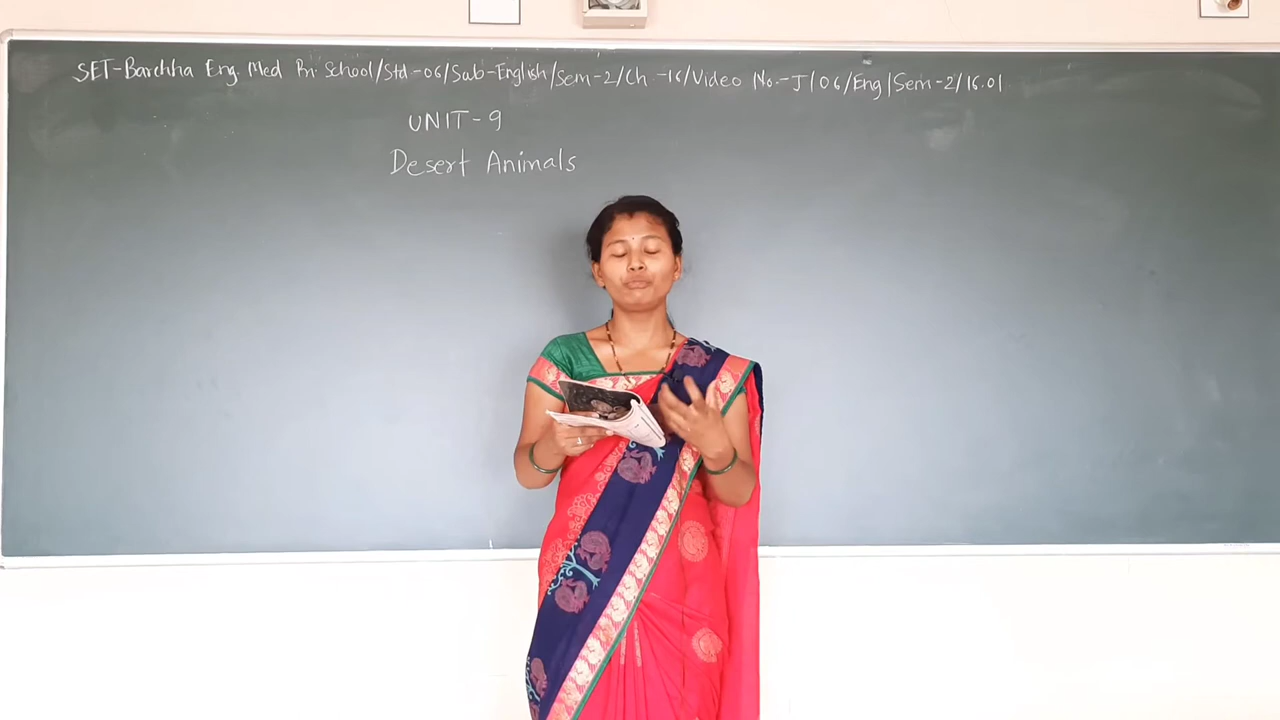 SET-Barchha Eng. Med Pri. School/Std-06/Sub-English/Sem-2/Ch-16/Video No.-J/06/Eng/Sem-2/16.01
UNIT-9
Desert Animals